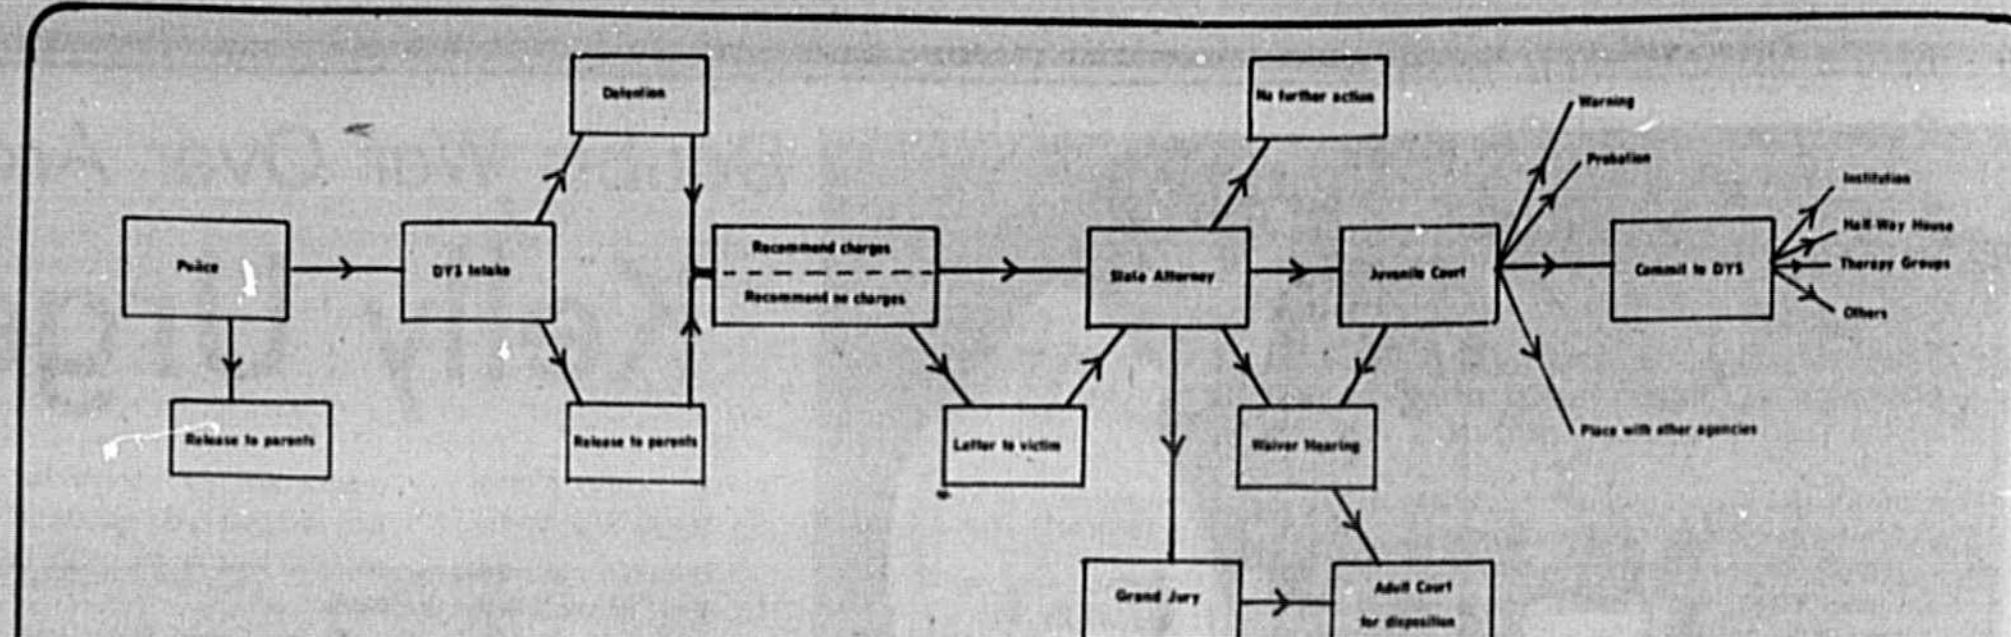 Detention
No further action
Warning
Probation
Institution
Half-Way House
Therapy Groups
Others
Police
DYS Intake
Recommend charges
Recommend no charges
State Attorney
Juvenile Court
Commit to DYS
Release to parents
Release to parents
Letter to victim
Waiver Hearing
Place with other agencies
Grand Jury
Adult Court
for disposition